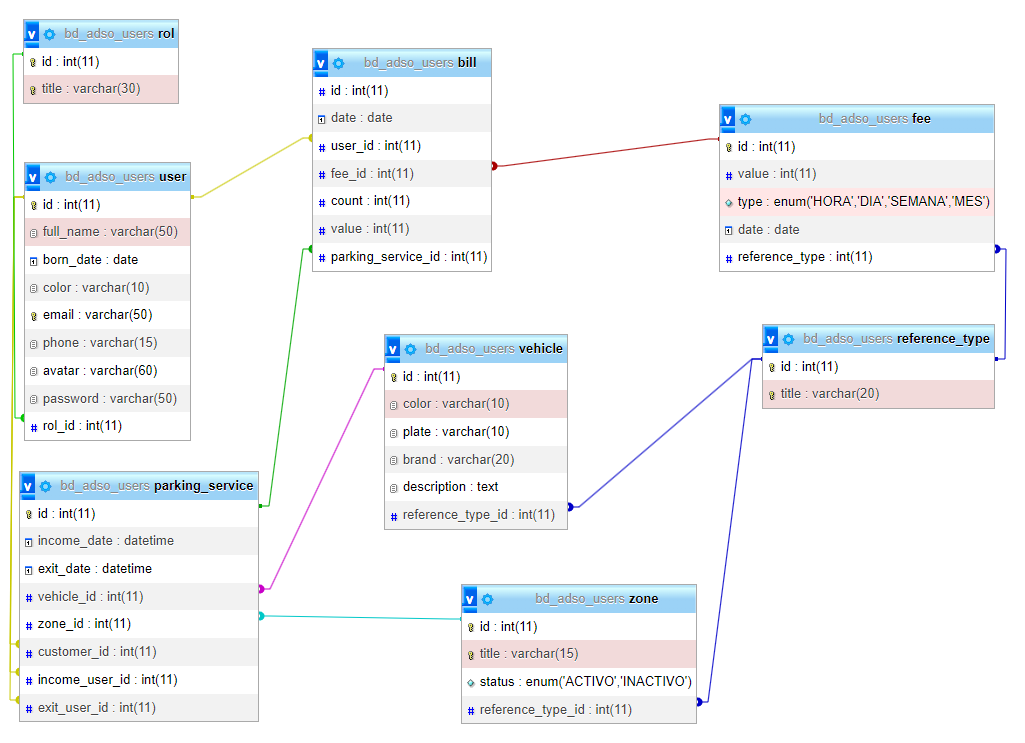 bd_adso_users rol
id : int(11)
title : varchar(30)
bd_adso_users user
id : int(11)
full_name : varchar(50)
born_date : date
color : varchar(10)
email : varchar(50)
phone : varchar(15)
avatar : varchar(60)
password : varchar(50)
rol_id : int(11)
bd_adso_users parking_service
id : int(11)
income_date : datetime
exit_date : datetime
vehicle_id : int(11)
zone_id : int(11)
customer_id : int(11)
income_user_id : int(11)
exit_user_id : int(11)
bd_adso_users bill
id : int(11)
date : date
user_id : int(11)
fee_id : int(11)
count : int(11)
value : int(11)
parking_service_id : int(11)
bd_adso_users vehicle
id : int(11)
color : varchar(10)
plate : varchar(10)
brand : varchar(20)
description : text
reference_type_id : int(11)
bd_adso_users zone
id : int(11)
title : varchar(15)
status : enum('ACTIVO','INACTIVO')
reference_type_id : int(11)
bd_adso_users fee
id : int(11)
value : int(11)
type : enum('HORA','DIA','SEMANA','MES')
date : date
reference_type : int(11)
bd_adso_users reference_type
id : int(11)
title : varchar(20)